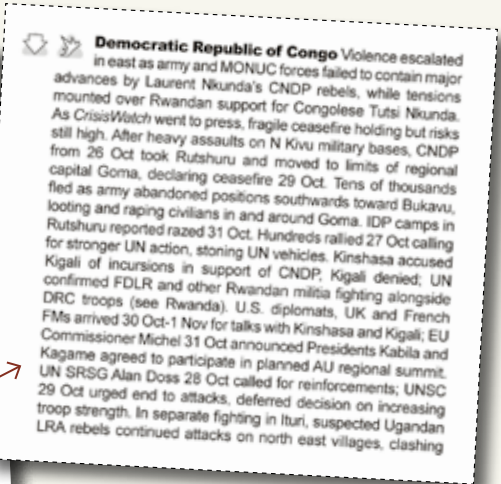 Democratic Republic of Congo Violence escalated
in east as army and MONUC forces failed to contain major
advances by Laurent Nkunda's CNDP rebels, while tensions
mounted over Rwandan support for Congolese Tutsi Nkunda.
As CrisisWatch went to press, fragile ceasefire holding but risks
still high. After heavy assaults on N Kivu military bases, CNDP
from 26 Oct took Rutshuru and moved to limits of regional
capital Goma, declaring ceasefire 29 Oct. Tens of thousands
fled as army abandoned positions southwards toward Bukavu,
looting and raping civilians in and around Goma. IDP camps in
Rutshuru reported razed 31 Oct. Hundreds rallied 27 Oct calling
for stronger UN action, stoning UN vehicles. Kinshasa accused
Kigali of incursions in support of CNDP, Kigali denied; UN
confirmed FDLR and other Rwandan militia fighting alongside
DRC troops (see Rwanda). U.S. diplomats, UK and French
FMs arrived 30 Oct-1 Nov for talks with Kinshasa and Kigali; EU
Commissioner Michel 31 Oct announced Presidents Kabila and
Kagame agreed to participate in planned AU regional summit.
UN SRSG Alan Doss 28 Oct called for reinforcements; UNSC
29 Oct urged end to attacks, deferred decision on increasing
troop strength. In separate fighting in Ituri, suspected Ugandan
LRA rebels continued attacks on north east villages, clashing